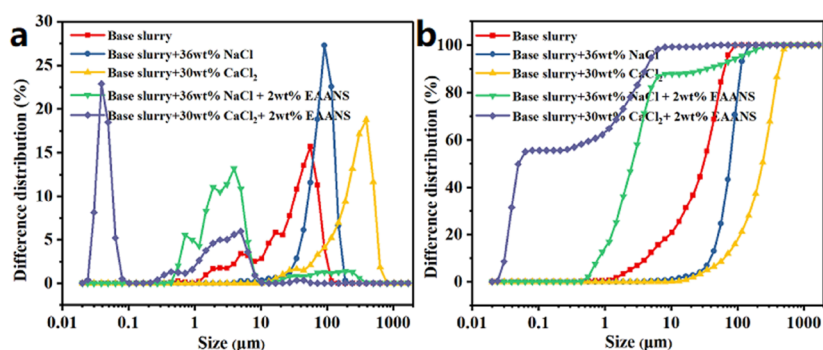 a
Base slurry
Base slurry+36wt% NaCl
Base slurry+30wt% CaCl₂
Base slurry+36wt% NaCl + 2wt% EAANS
Base slurry+30wt% CaCl₂+ 2wt% EAANS
Difference distribution (%)
30
25
20
15
10
5
0
0.01
0.1
1
10
100
1000
Size (μm)
b
Base slurry
Base slurry+36wt% NaCl
Base slurry+30wt% CaCl₂
Base slurry+36wt% NaCl + 2wt% EAANS
Base slurry+30wt% CaCl₂+ 2wt% EAANS
Difference distribution (%)
100
80
60
40
20
0
0.01
0.1
1
10
100
1000
Size (μm)